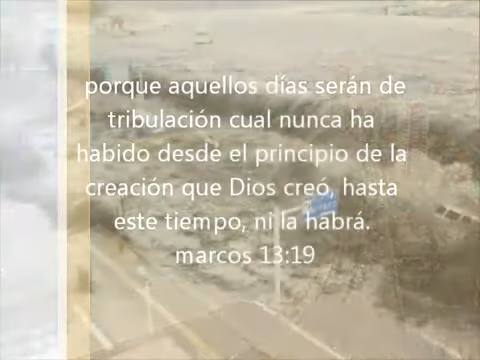 porque aquellos días serán de
tribulación cual nunca ha
habido desde el principio de la
creación que Dios creó, hasta
este tiempo, ni la habrá.
marcos 13:19